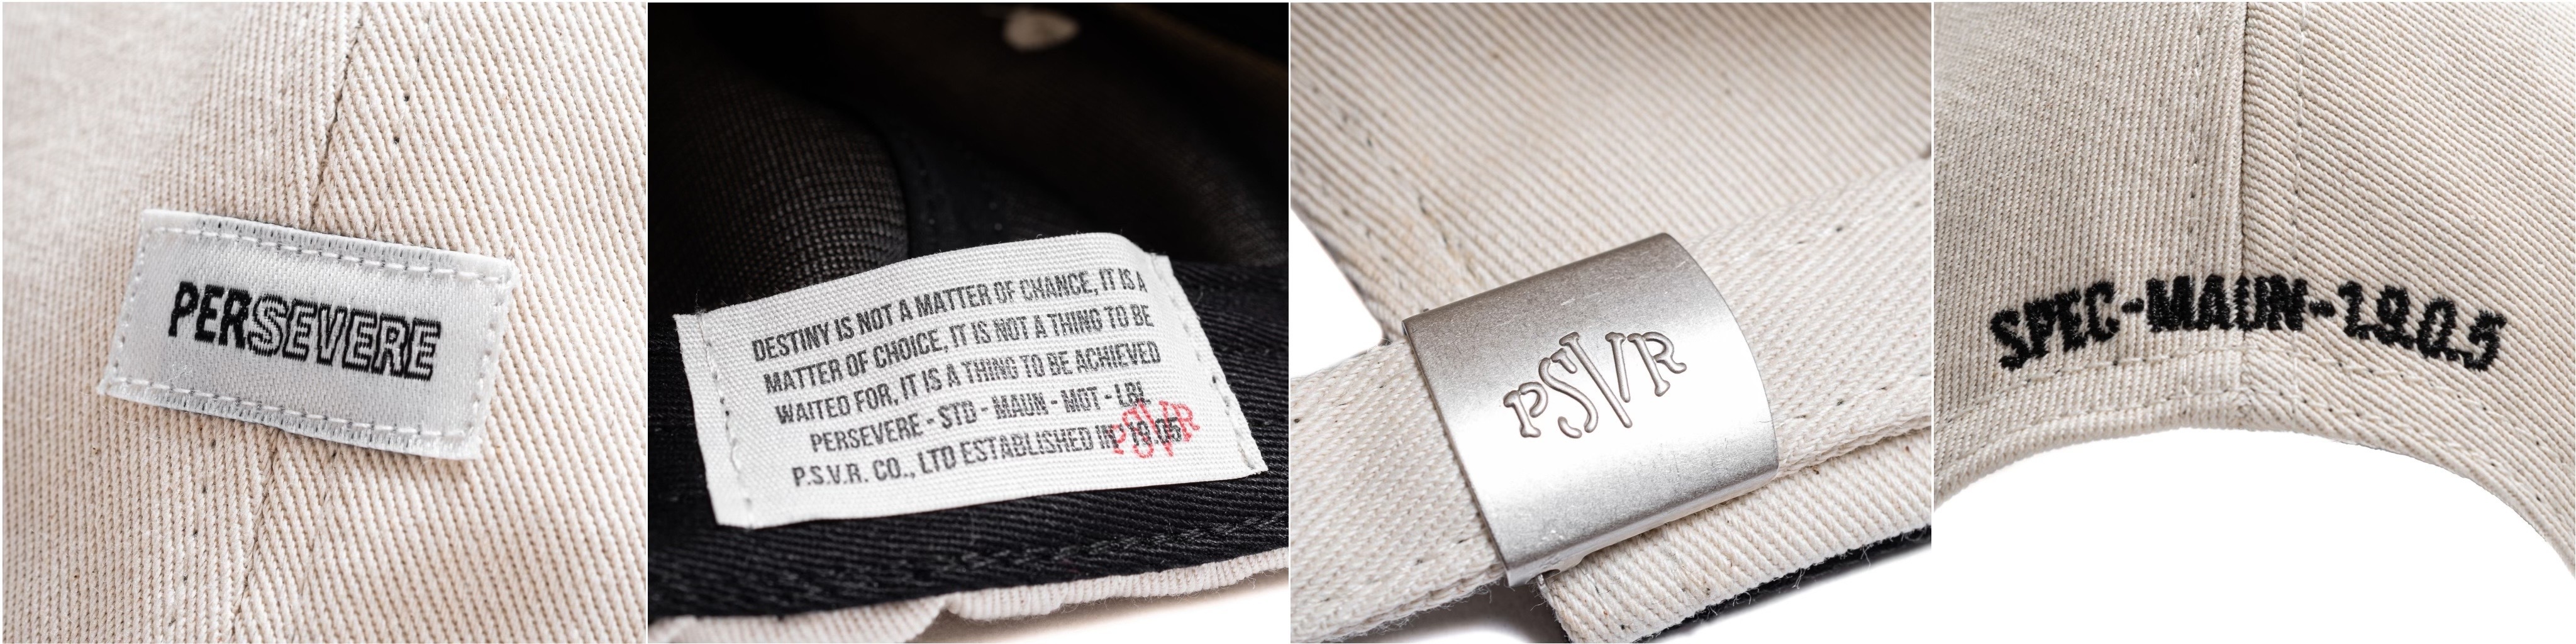 PERSEVERE
DESTINY IS NOT A MATTER OF CHANCE, IT IS A
MATTER OF CHOICE, IT IS NOT A THING TO BE
WAITED FOR, IT IS A THING TO BE ACHIEVED
PERSEVERE - STD - MAUN - MOT - LBL
P.S.V.R. CO., LTD ESTABLISHED IN 19.05
PSVR
PSVR
SPEC-MAUN-1.9.0.5